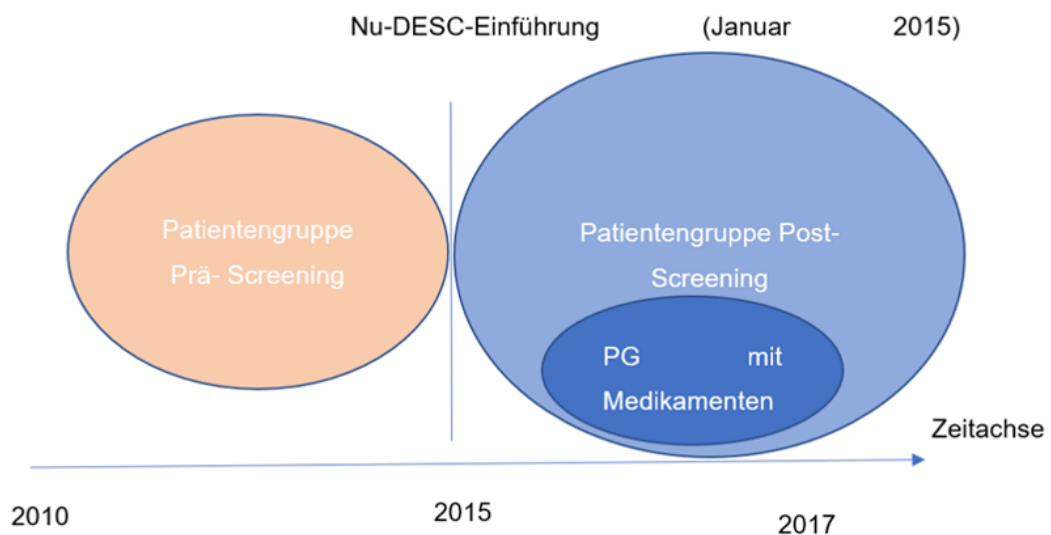 Nu-DESC-Einführung (Januar 2015)
Patientengruppe
Prä- Screening
Patientengruppe Post-
Screening
PG mit
Medikamenten
Zeitachse
2010
2015
2017